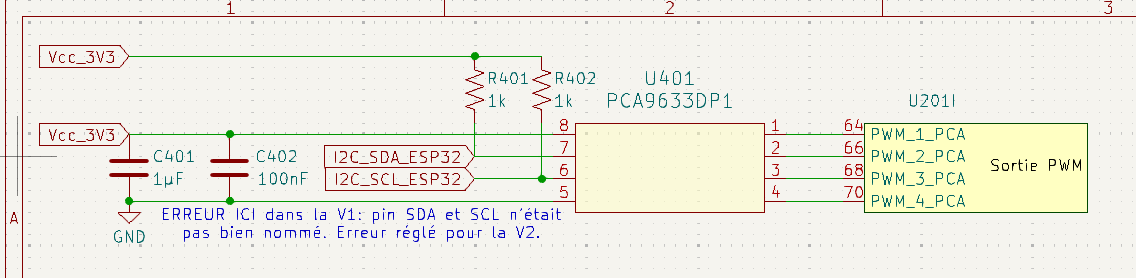 1 2 3
Vcc_3V3
R401 R402 U401
1k 1k PCA9633DP1 U201I
Vcc_3V3 8 1 64 PWM_1_PCA
C401 C402 I2C_SDA_ESP32 7 2 66 PWM_2_PCA Sortie PWM
1µF 100nF I2C_SCL_ESP32 6 3 68 PWM_3_PCA
5 4 70 PWM_4_PCA
A ERREUR ICI dans la V1: pin SDA et SCL n'était
GND pas bien nommé. Erreur réglé pour la V2.